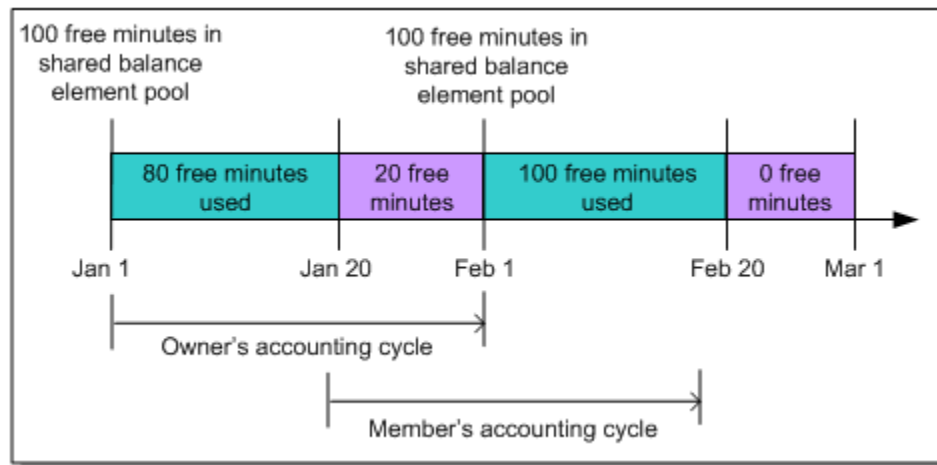 100 free minutes in
shared balance
element pool
100 free minutes in
shared balance
element pool
80 free minutes
used
20 free
minutes
100 free minutes
used
0 free
minutes
Jan 1
Jan 20
Feb 1
Feb 20
Mar 1
Owner's accounting cycle
Member's accounting cycle